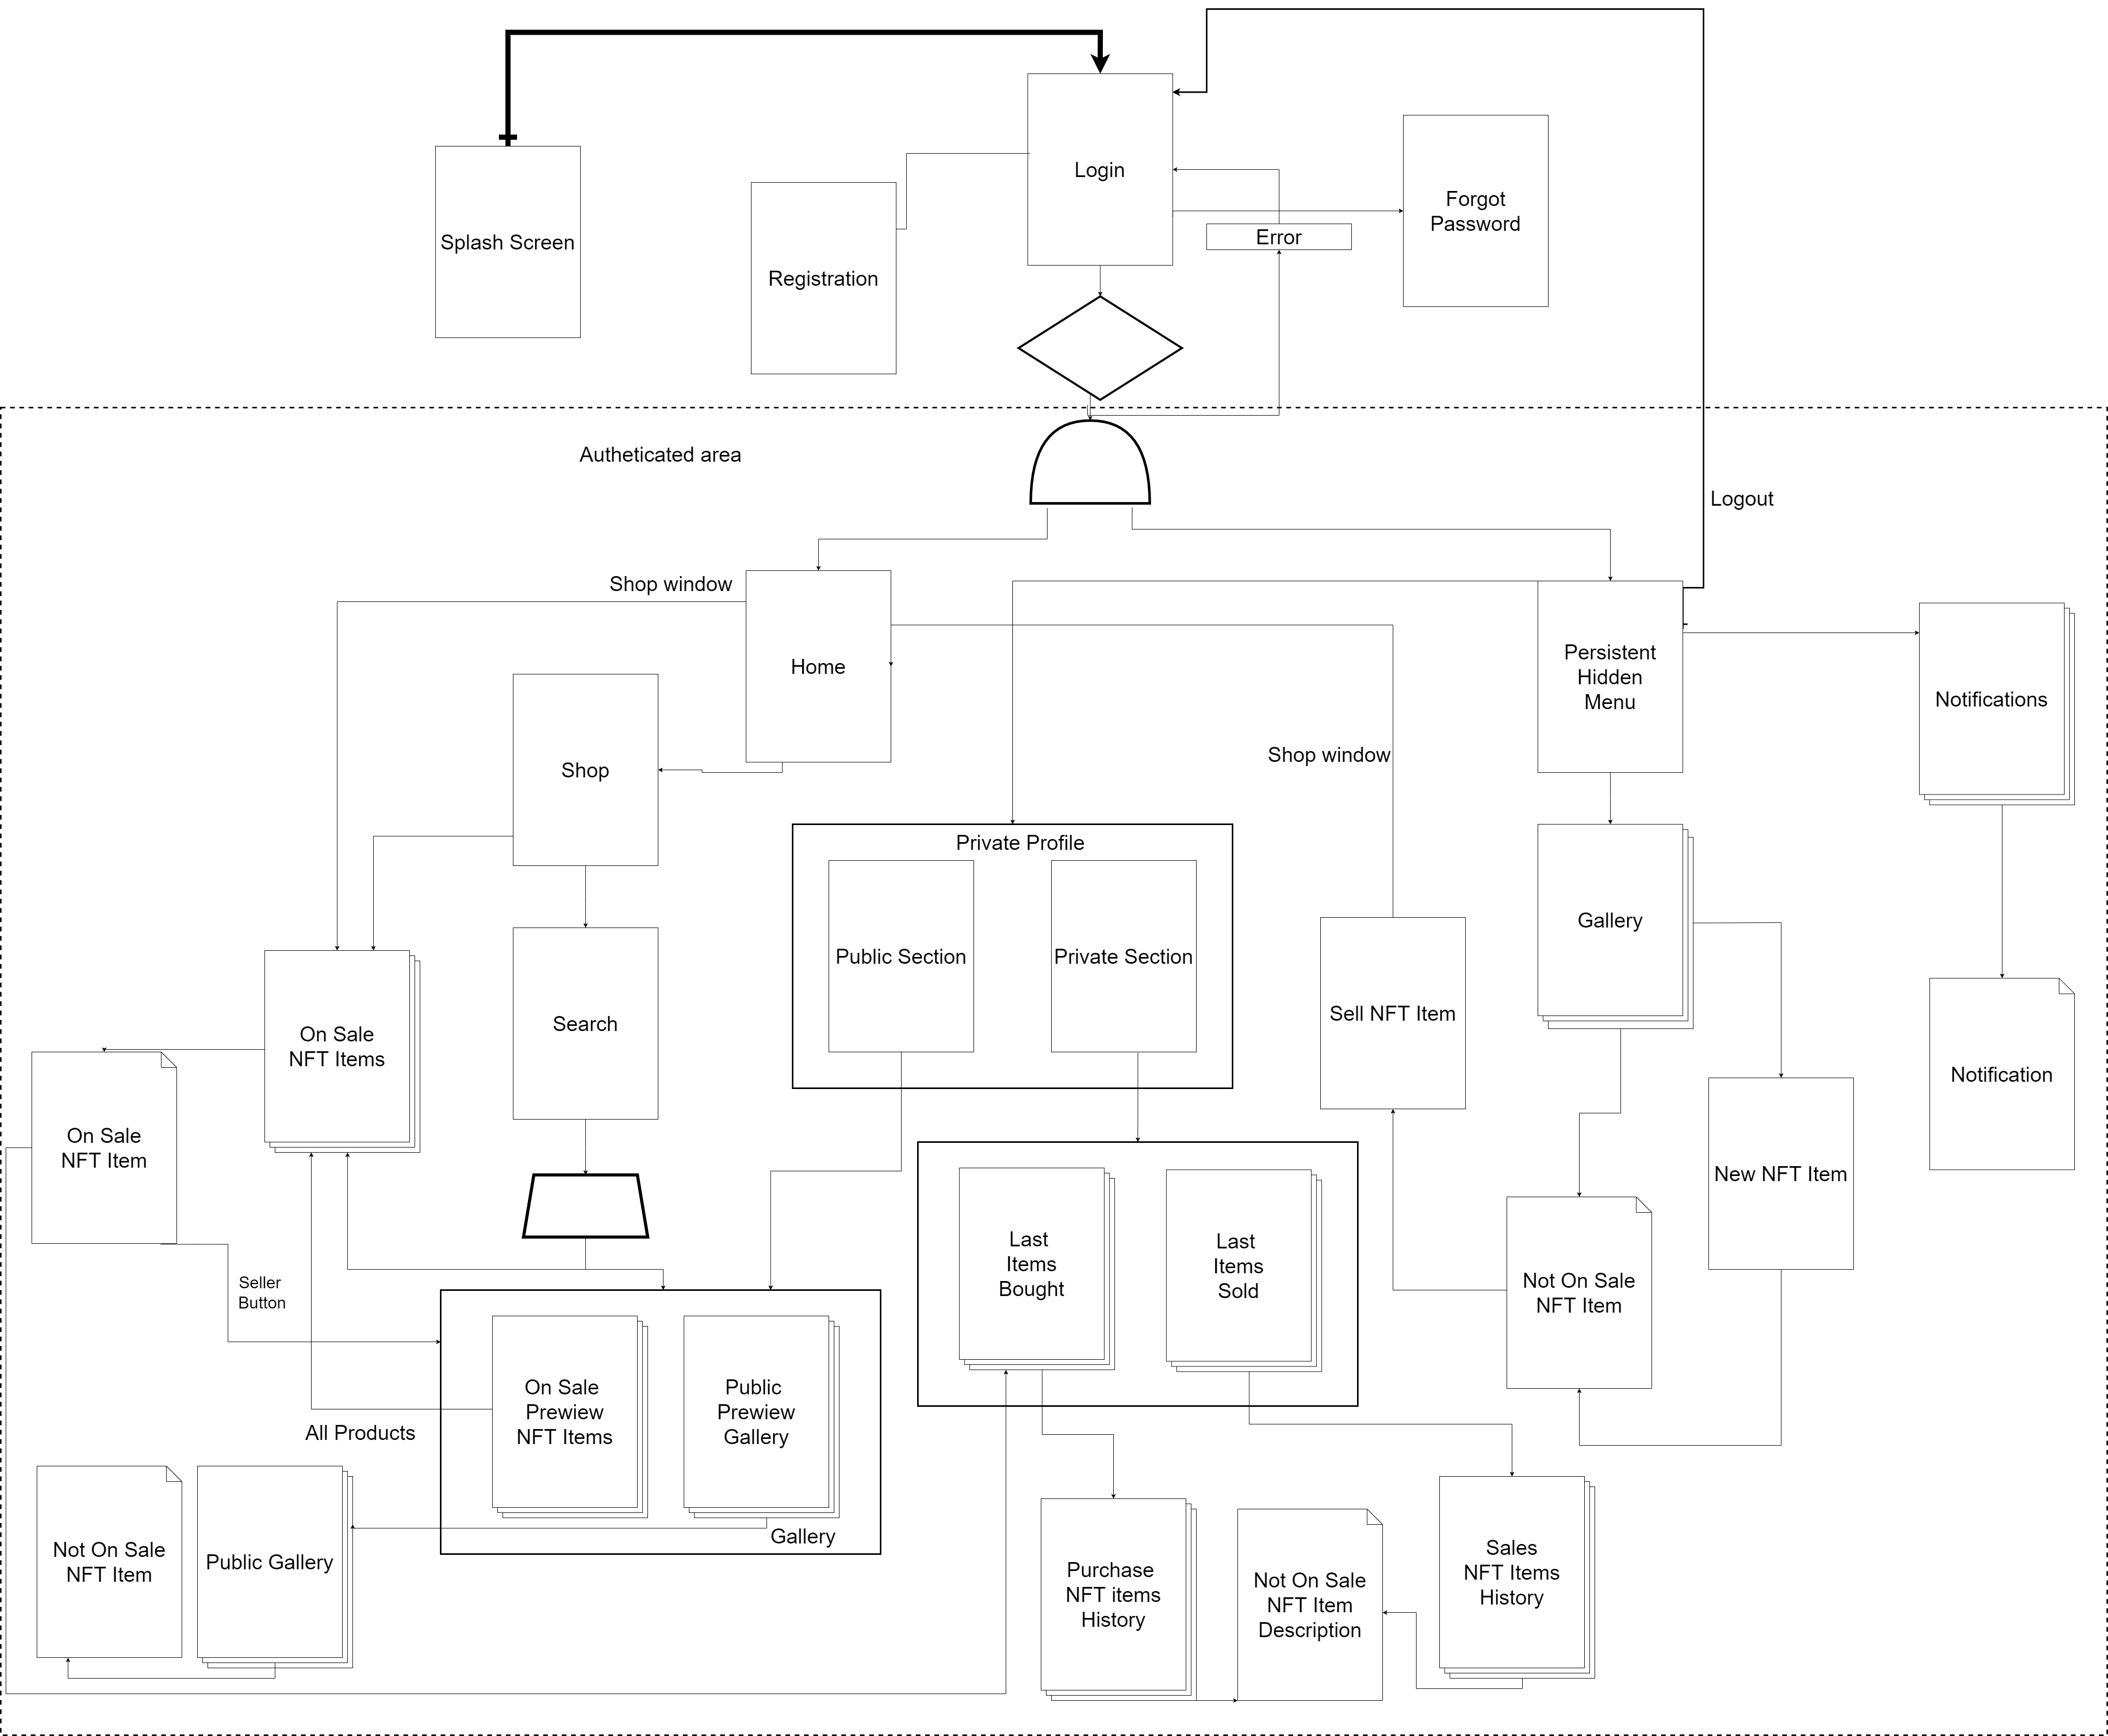 Login
Forgot
Password
Error
Splash Screen
Registration
Autheticated area
Logout
Shop window
Home
Persistent
Hidden
Menu
Notifications
Shop
Shop window
Private Profile
Public Section
Private Section
Gallery
Sell NFT Item
Search
On Sale
NFT Items
Notification
On Sale
NFT Item
New NFT Item
Last
Items
Bought
Last
Items
Sold
Not On Sale
NFT Item
Seller
Button
On Sale
Prewiew
NFT Items
Public
Prewiew
Gallery
All Products
Gallery
Not On Sale
NFT Item
Public Gallery
Purchase
NFT items
History
Not On Sale
NFT Item
Description
Sales
NFT Items
History